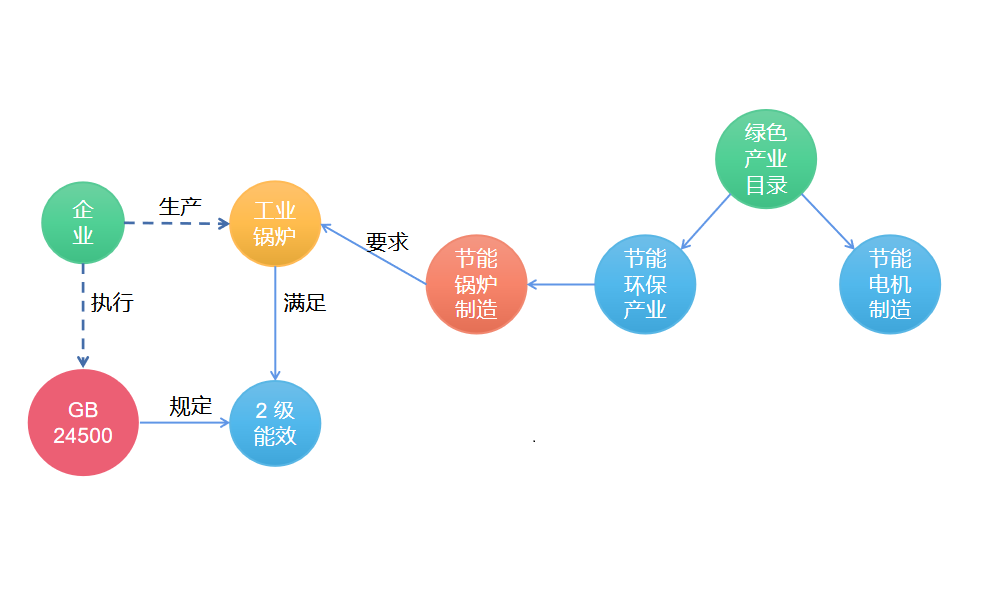 绿色
产业
目录
企
业
生产
工业
锅炉
要求
节能
锅炉
制造
节能
环保
产业
节能
电机
制造
执行
满足
GB
24500
规定
2 级
能效